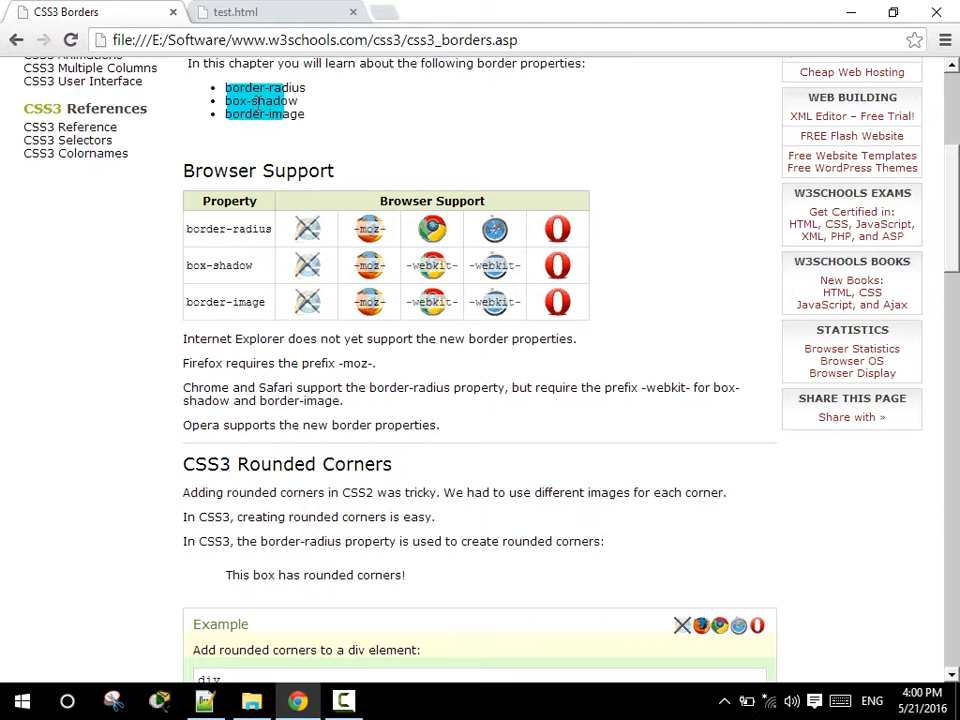 CSS3 Borders
test.html
file:///E:/Software/www.w3schools.com/css3/css3_borders.asp
CSS3 Multiple Columns
CSS3 User Interface
CSS3 References
CSS3 Reference
CSS3 Selectors
CSS3 Colornames
In this chapter you will learn about the following border properties:
border-radius
box-shadow
border-image
Browser Support
Property Browser Support
border-radius -moz-
box-shadow -moz- -webkit- -webkit-
border-image -moz- -webkit- -webkit-
Internet Explorer does not yet support the new border properties.
Firefox requires the prefix -moz-.
Chrome and Safari support the border-radius property, but require the prefix -webkit- for box-
shadow and border-image.
Opera supports the new border properties.
CSS3 Rounded Corners
Adding rounded corners in CSS2 was tricky. We had to use different images for each corner.
In CSS3, creating rounded corners is easy.
In CSS3, the border-radius property is used to create rounded corners:
This box has rounded corners!
Example
Add rounded corners to a div element:
div
Cheap Web Hosting
WEB BUILDING
XML Editor – Free Trial!
FREE Flash Website
Free Website Templates
Free WordPress Themes
W3SCHOOLS EXAMS
Get Certified in:
HTML, CSS, JavaScript,
XML, PHP, and ASP
W3SCHOOLS BOOKS
New Books:
HTML, CSS
JavaScript, and Ajax
STATISTICS
Browser Statistics
Browser OS
Browser Display
SHARE THIS PAGE
Share with »
ENG
4:00 PM
5/21/2016